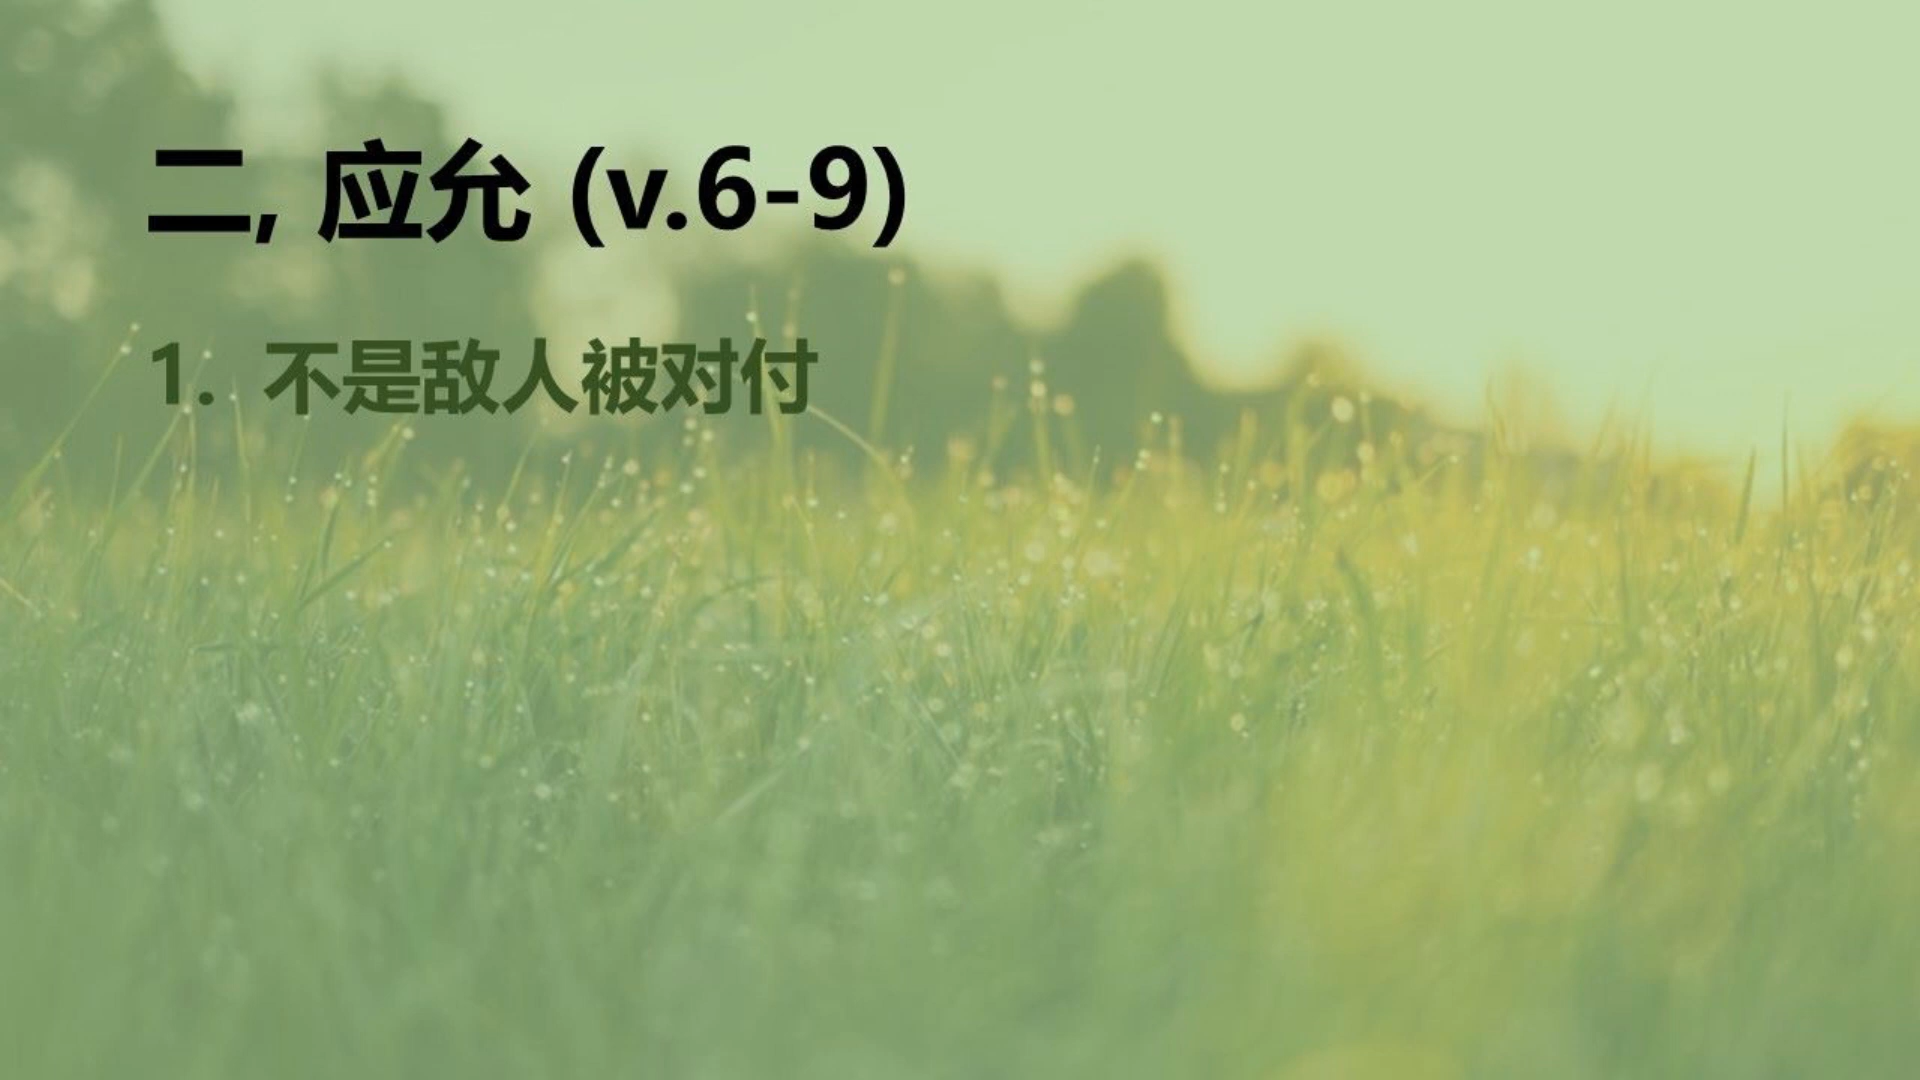 二, 应允 (v.6-9)
1. 不是敌人被对付